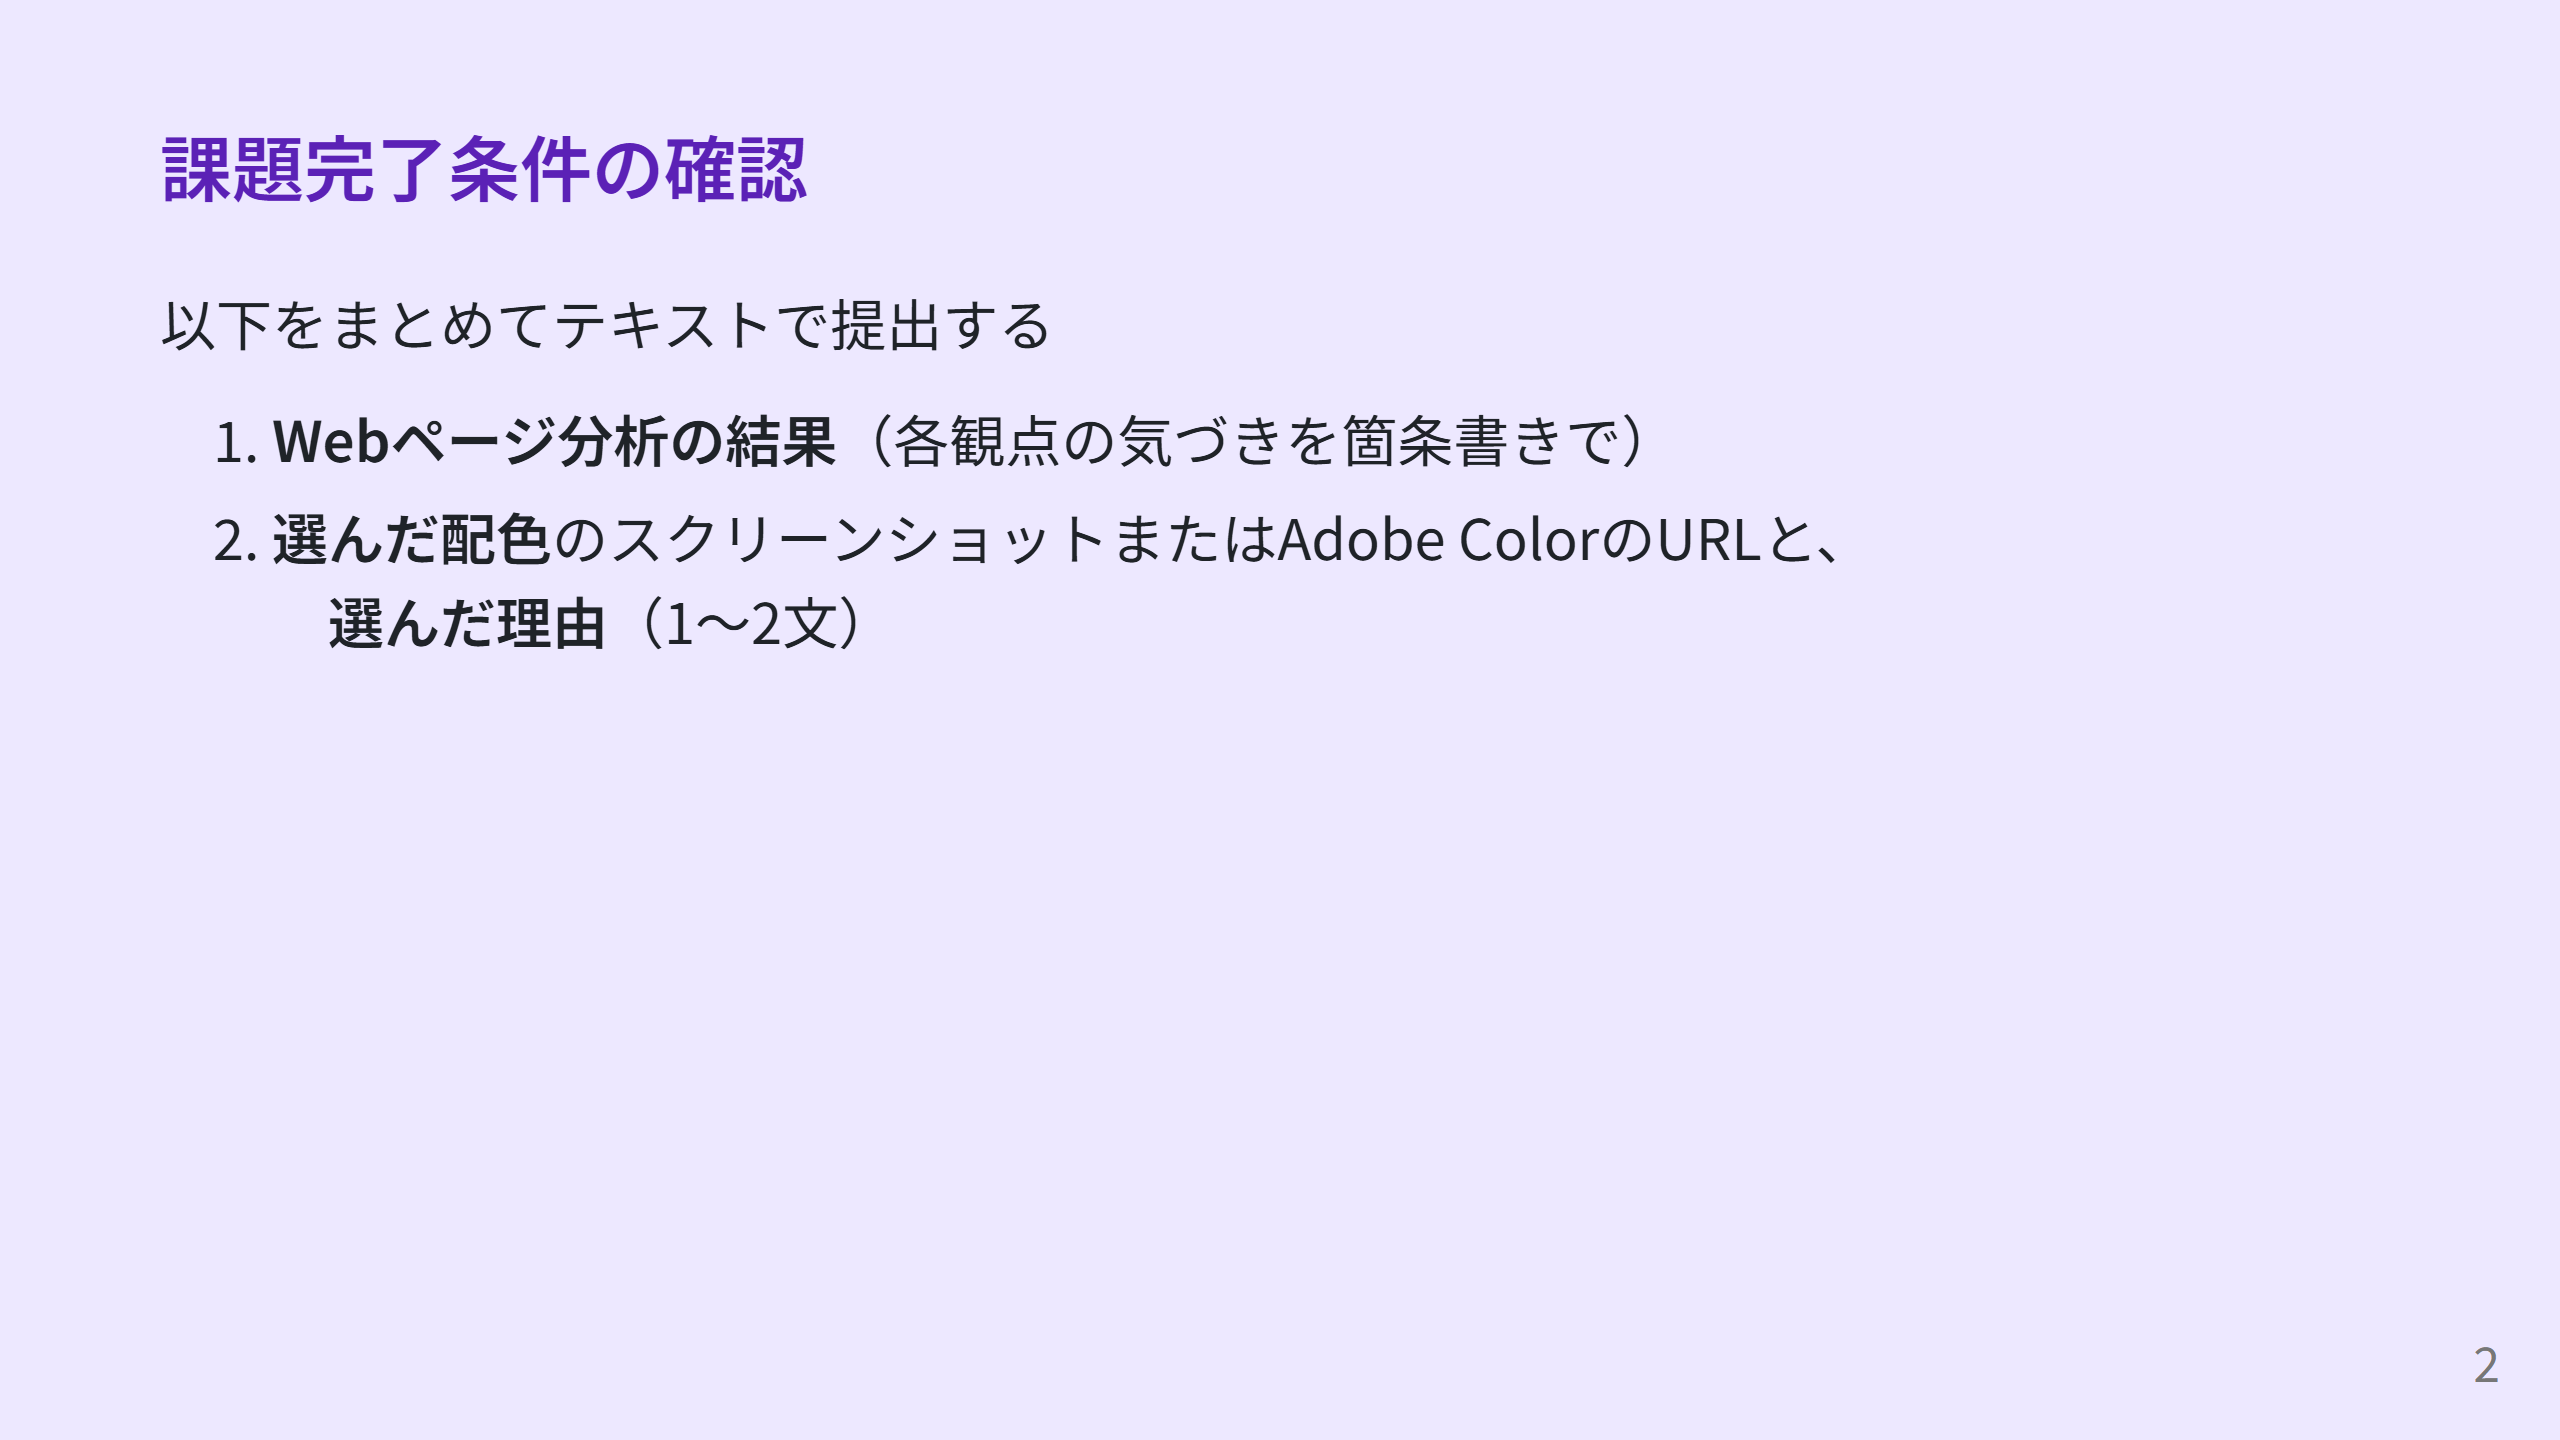 課題完了条件の確認
以下をまとめてテキストで提出する
1. Webページ分析の結果（各観点の気づきを箇条書きで）
2. 選んだ配色のスクリーンショットまたはAdobe ColorのURLと、
選んだ理由（1〜2文）
2